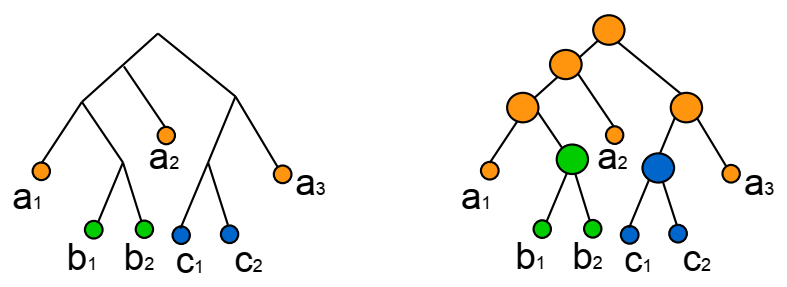 a₂ a₂
a₁ a₃ a₁ a₃
b₁ b₂ c₁ c₂ b₁ b₂ c₁ c₂